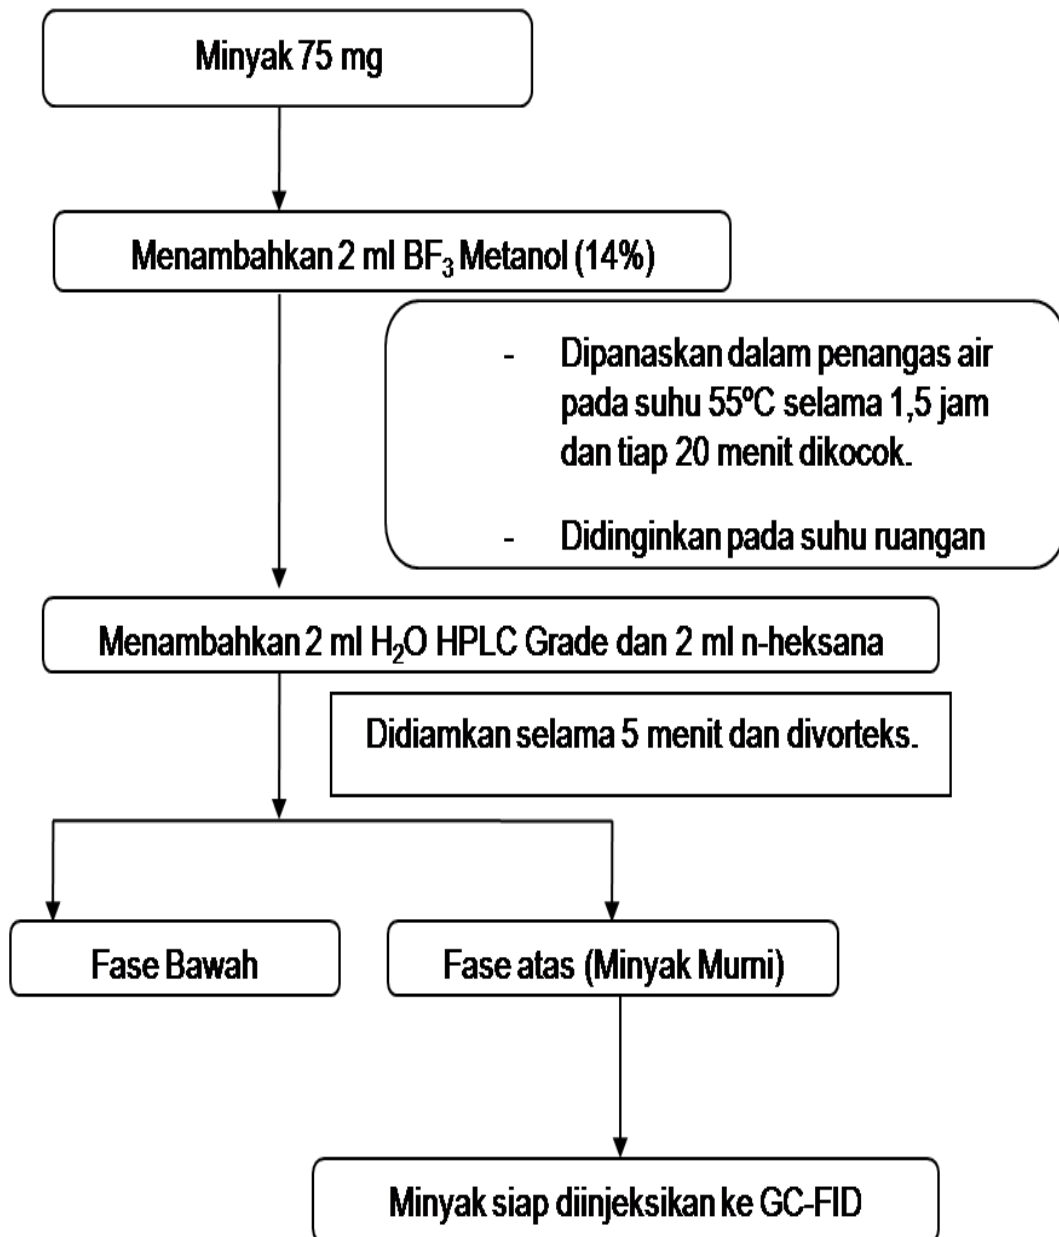 Minyak 75 mg
Menambahkan 2 ml BF₃ Metanol (14%)
- Dipanaskan dalam penangas air
pada suhu 55ºC selama 1,5 jam
dan tiap 20 menit dikocok.
- Didinginkan pada suhu ruangan
Menambahkan 2 ml H₂O HPLC Grade dan 2 ml n-heksana
Didiamkan selama 5 menit dan divorteks.
Fase Bawah
Fase atas (Minyak Murni)
Minyak siap diinjeksikan ke GC-FID